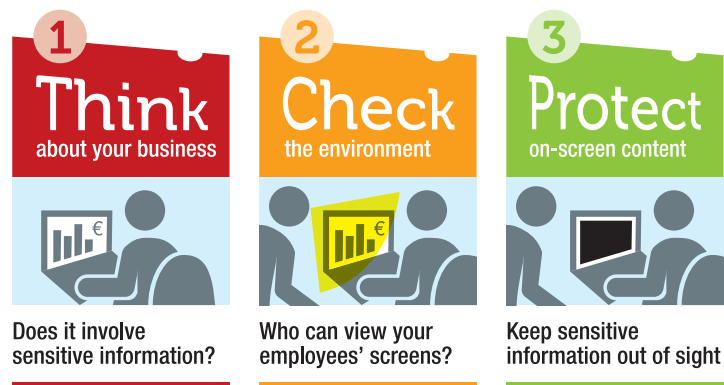 1
Think
about your business
€
Does it involve
sensitive information?
2
Check
the environment
€
Who can view your
employees' screens?
3
Protect
on-screen content
Keep sensitive
information out of sight